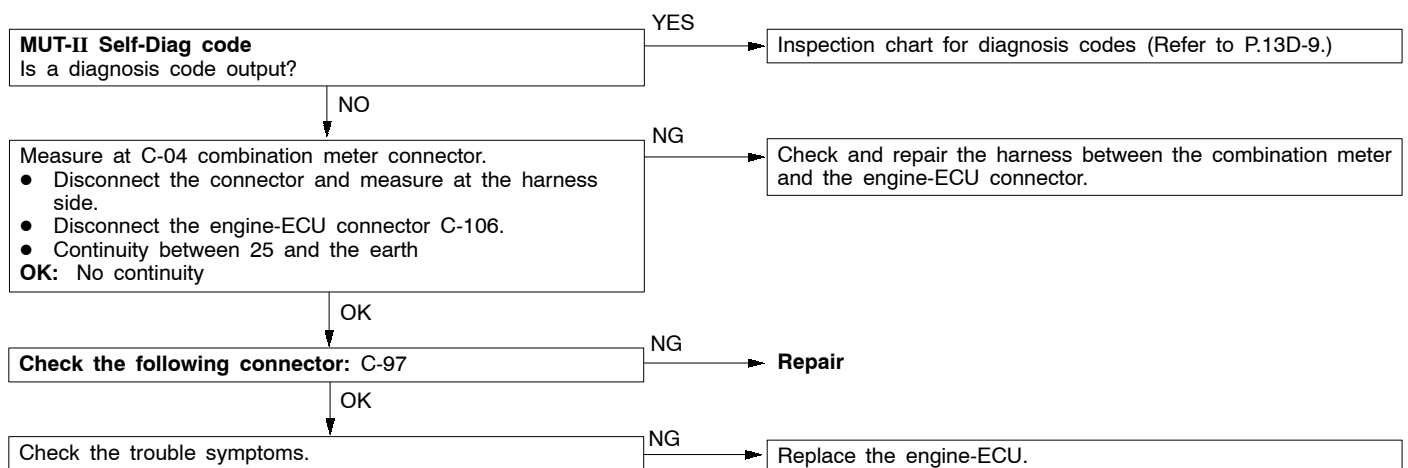 YES
MUT-II Self-Diag code
Is a diagnosis code output?
Inspection chart for diagnosis codes (Refer to P.13D-9.)
NO
Measure at C-04 combination meter connector.
● Disconnect the connector and measure at the harness
side.
● Disconnect the engine-ECU connector C-106.
● Continuity between 25 and the earth
OK: No continuity
NG
Check and repair the harness between the combination meter
and the engine-ECU connector.
OK
Check the following connector: C-97
NG
Repair
OK
Check the trouble symptoms.
NG
Replace the engine-ECU.